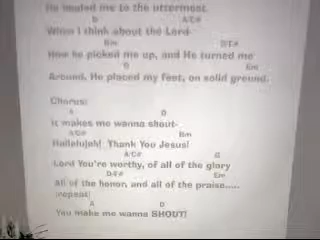 He healed me to the uttermost.
D A/C#
When I think about the Lord
Bm D/F#
How he picked me up, and He turned me
G Em
Around, He placed my feet, on solid ground.
Chorus:
A D
It makes me wanna shout-
A/C# Bm
Hallelujah! Thank You Jesus!
A/C# G
Lord You're worthy, of all of the glory
D/F# Em
All of the honor, and all of the praise.....
(repeat)
A D
You make me wanna SHOUT!